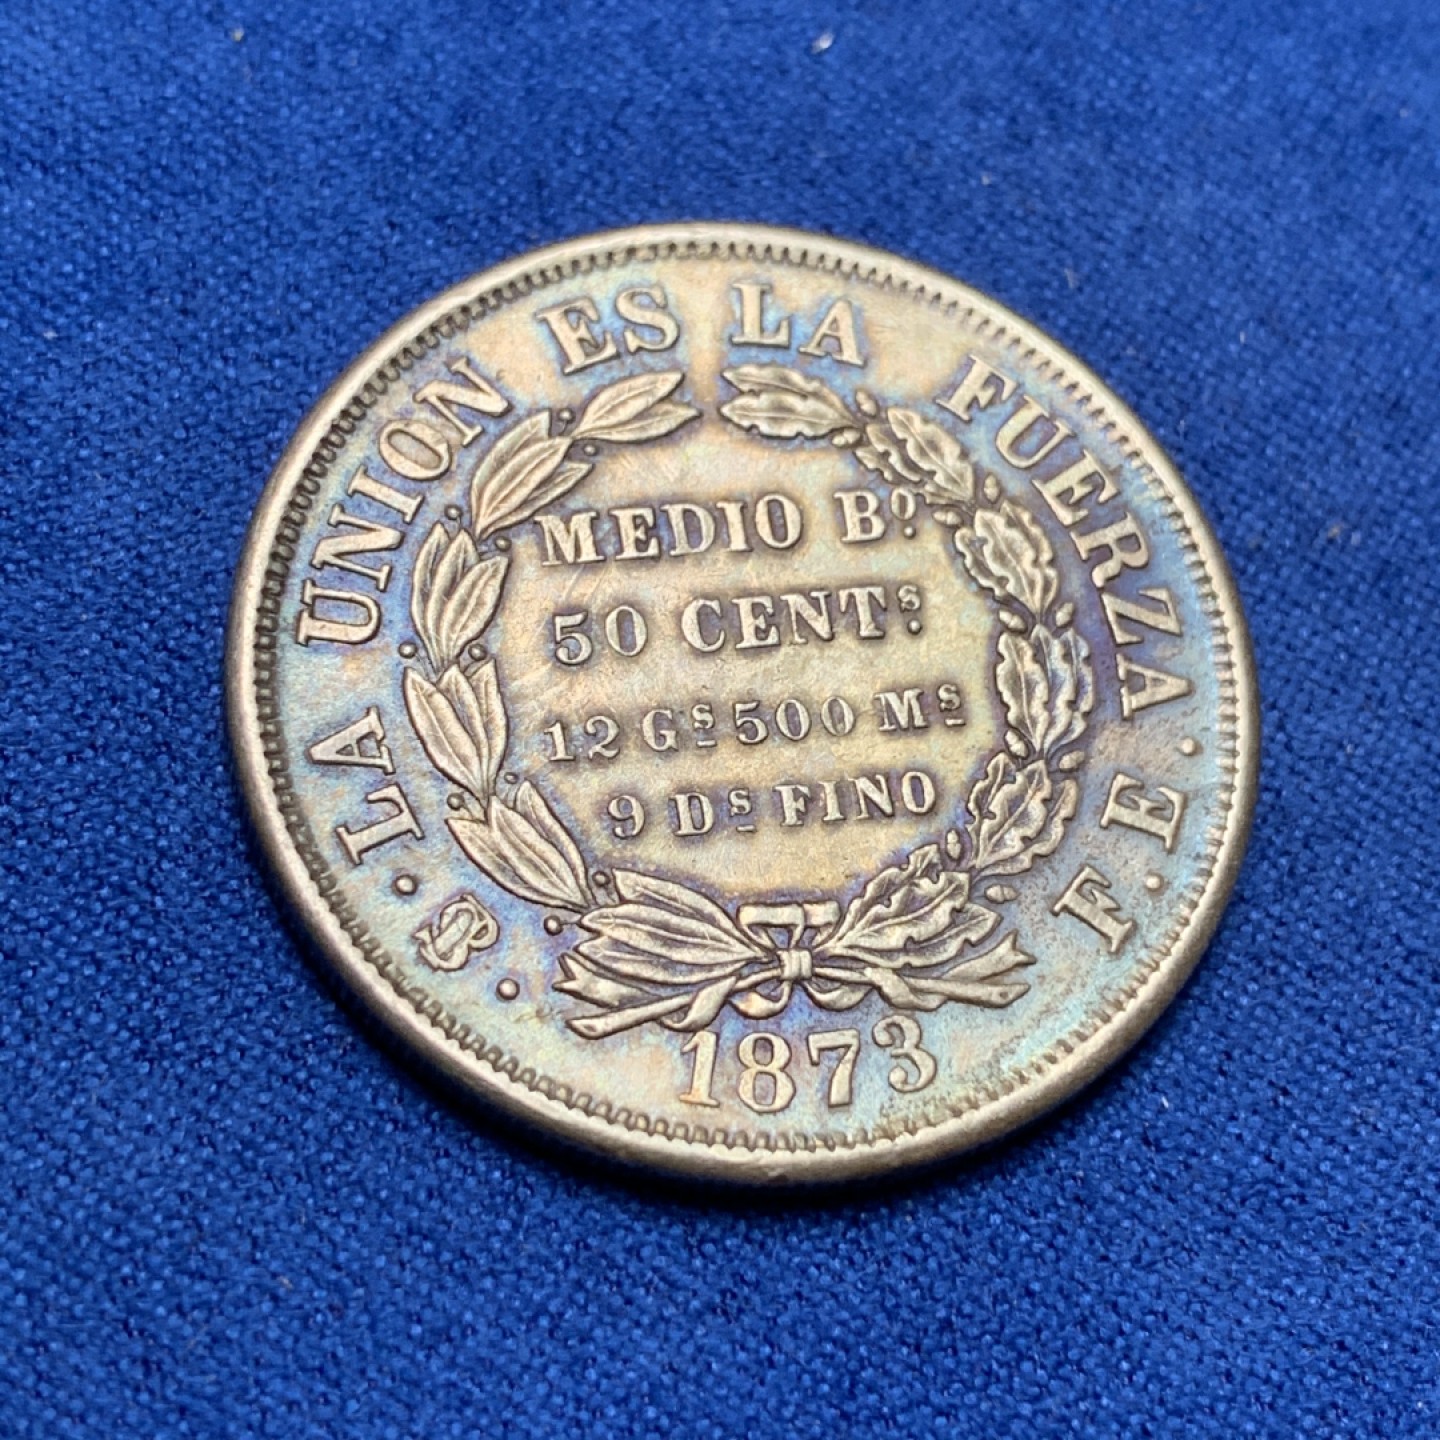 LA UNION ES LA FUERZA · F. E.
MEDIO Bº
50 CENTˢ
12 Gˢ 500 Mˢ
9 Dˢ FINO
1873